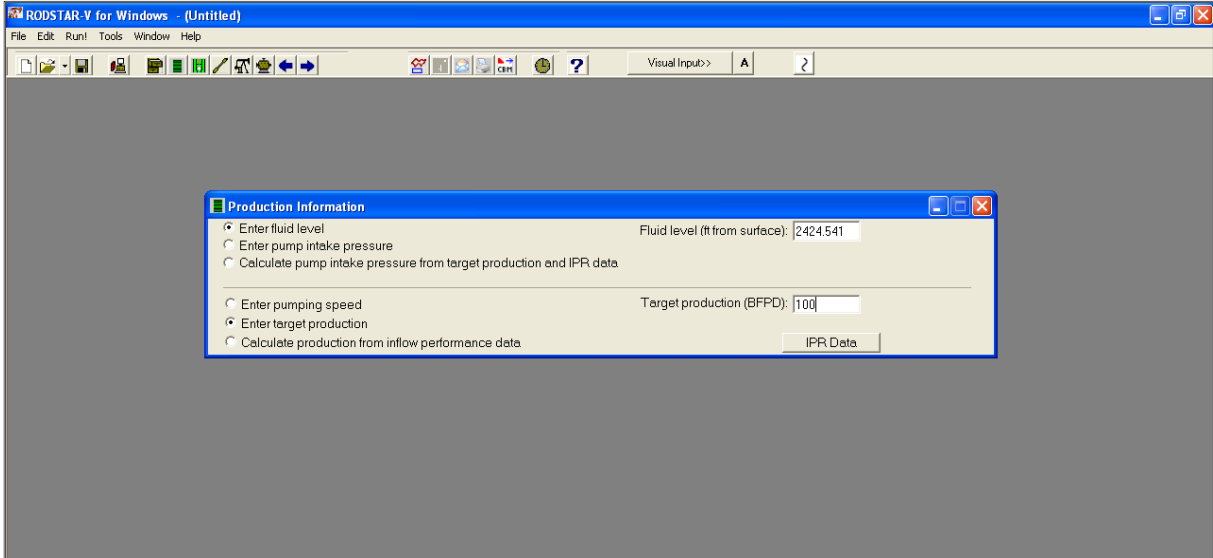 RODSTAR-V for Windows - (Untitled)
File Edit Run! Tools Window Help
CBM ? Visual Input>> A
Production Information
Enter fluid level Fluid level (ft from surface): 2424.541
Enter pump intake pressure
Calculate pump intake pressure from target production and IPR data
Enter pumping speed Target production (BFPD): 100
Enter target production
Calculate production from inflow performance data IPR Data